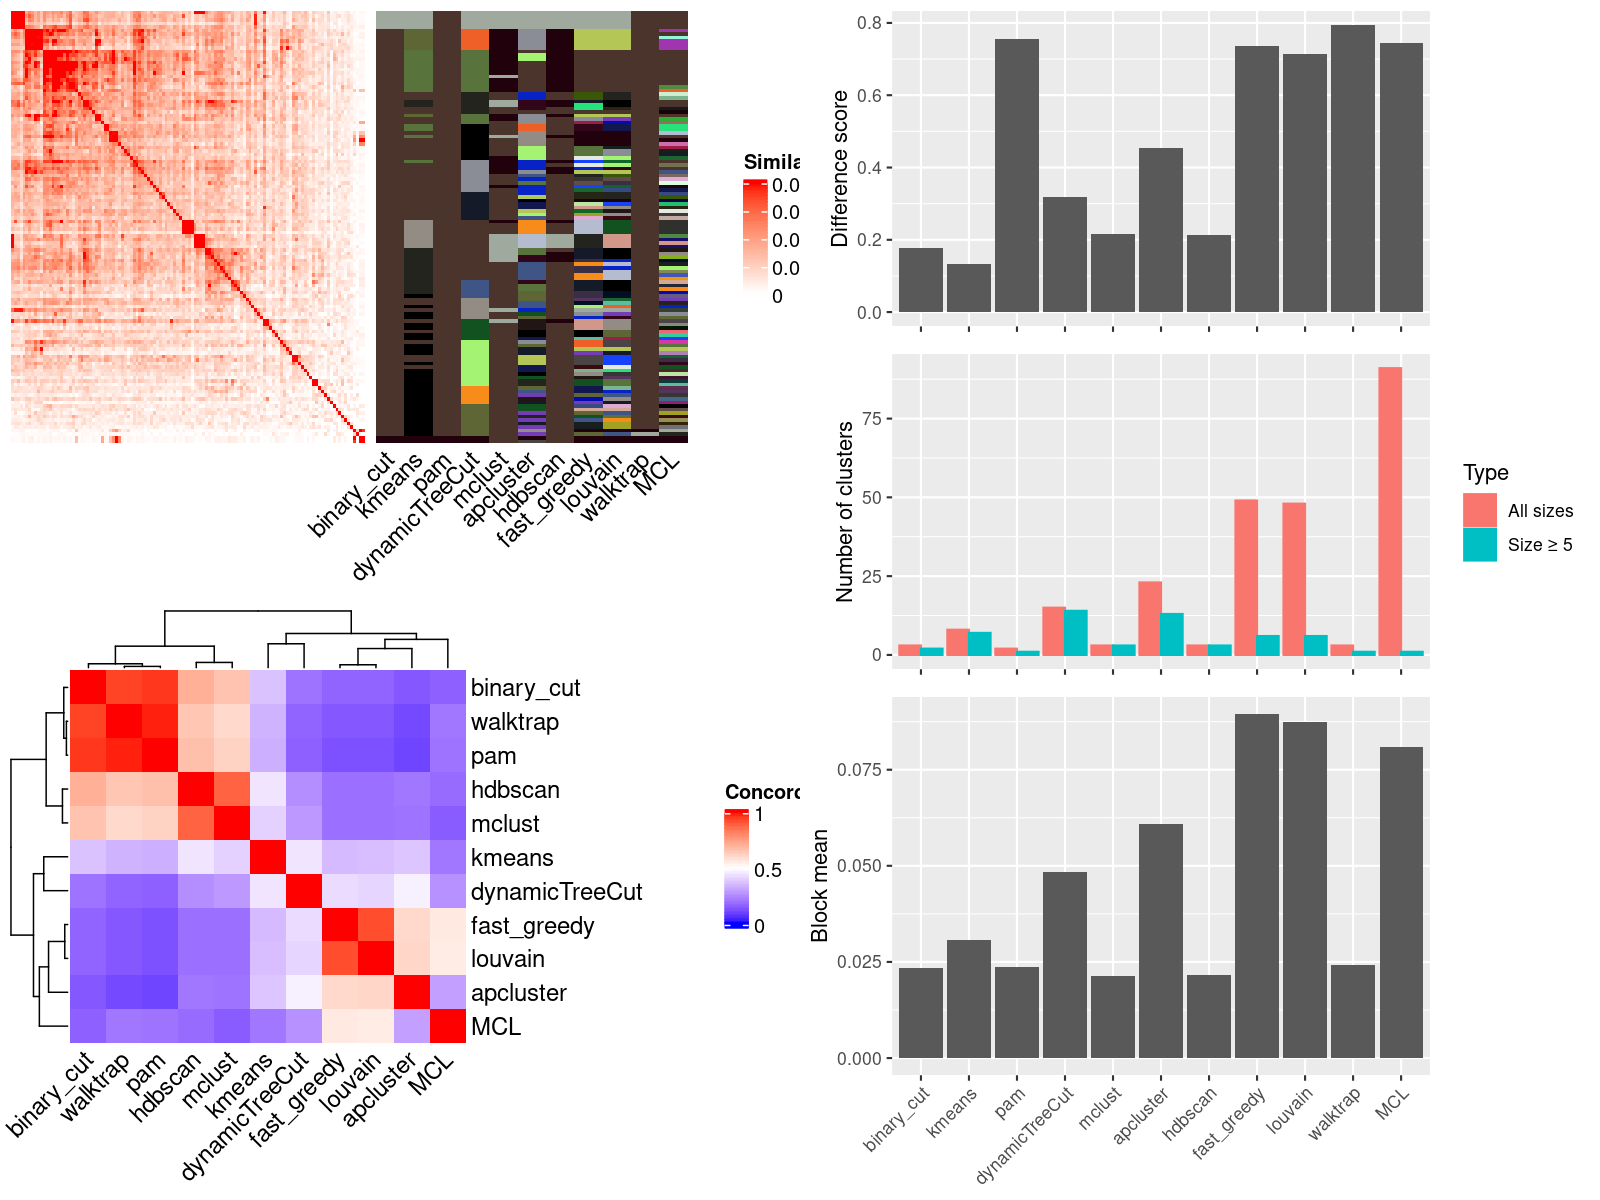 Simila
0.0
0.0
0.0
0.0
0
binary_cut
kmeans
pam
dynamicTreeCut
mclust
apcluster
hdbscan
fast_greedy
louvain
walktrap
MCL
binary_cut
walktrap
pam
hdbscan
mclust
kmeans
dynamicTreeCut
fast_greedy
louvain
apcluster
MCL
Concord
1
0.5
0
binary_cut
walktrap
pam
hdbscan
mclust
kmeans
dynamicTreeCut
fast_greedy
louvain
apcluster
MCL
Difference score
0.8
0.6
0.4
0.2
0.0
Number of clusters
75
50
25
0
Type
All sizes
Size ≥ 5
Block mean
0.075
0.050
0.025
0.000
binary_cut
kmeans
pam
dynamicTreeCut
mclust
apcluster
hdbscan
fast_greedy
louvain
walktrap
MCL